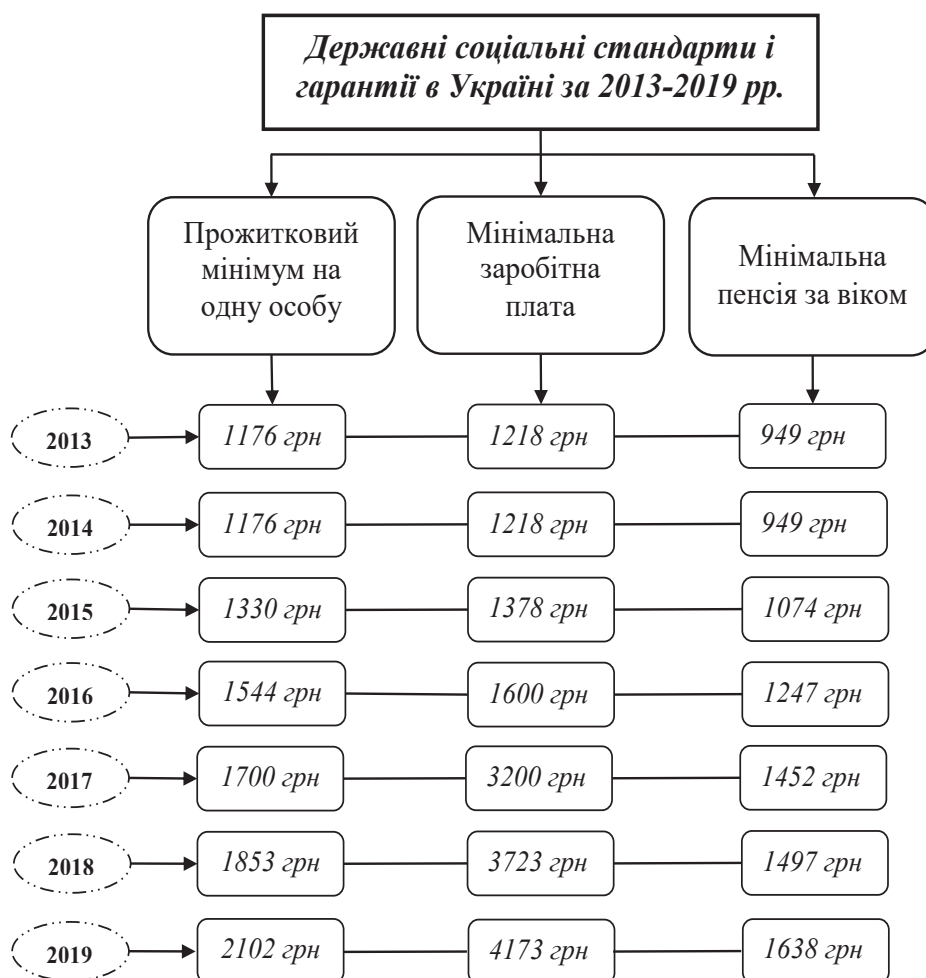 Державні соціальні стандарти і
гарантії в Україні за 2013-2019 рр.
Прожитковий
мінімум на
одну особу
Мінімальна
заробітна
плата
Мінімальна
пенсія за віком
2013 1176 грн 1218 грн 949 грн
2014 1176 грн 1218 грн 949 грн
2015 1330 грн 1378 грн 1074 грн
2016 1544 грн 1600 грн 1247 грн
2017 1700 грн 3200 грн 1452 грн
2018 1853 грн 3723 грн 1497 грн
2019 2102 грн 4173 грн 1638 грн